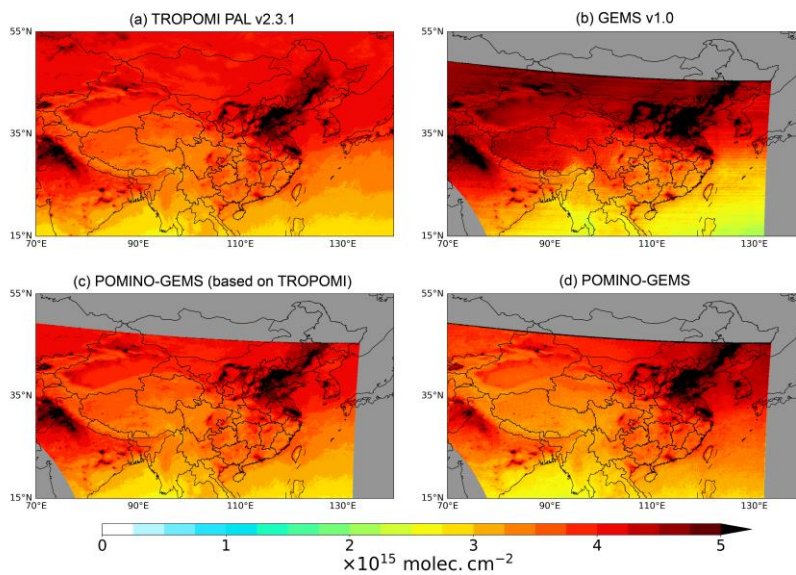 (a) TROPOMI PAL v2.3.1
(b) GEMS v1.0
55°N
55°N
35°N
35°N
15°N
15°N
70°E
90°E
110°E
130°E
70°E
90°E
110°E
130°E
(c) POMINO-GEMS (based on TROPOMI)
(d) POMINO-GEMS
55°N
55°N
35°N
35°N
15°N
15°N
70°E
90°E
110°E
130°E
70°E
90°E
110°E
130°E
0
1
2
3
4
5
×10¹⁵ molec. cm⁻²